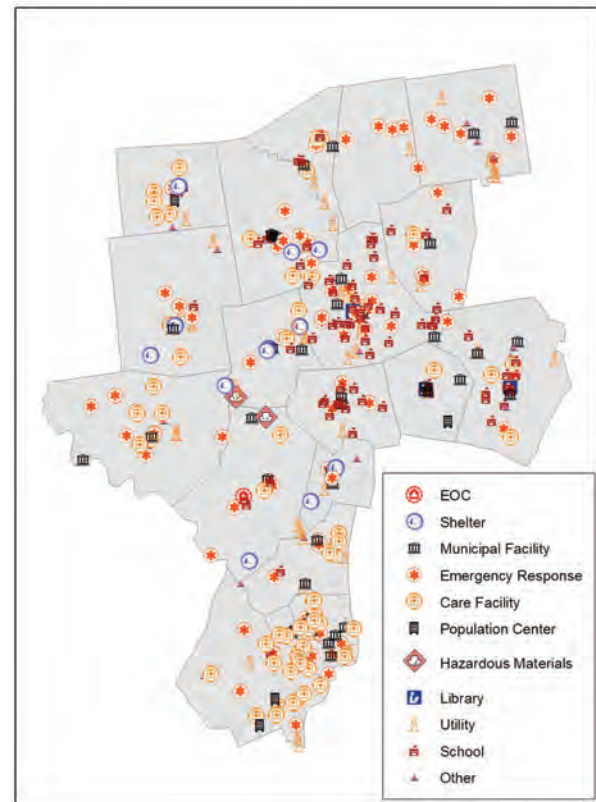 EOC
Shelter
Municipal Facility
Emergency Response
Care Facility
Population Center
Hazardous Materials
Library
Utility
School
Other